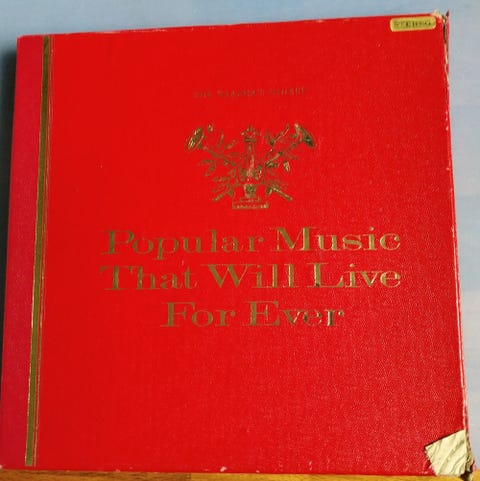 STEREO
Popular Music
That Will Live
For Ever